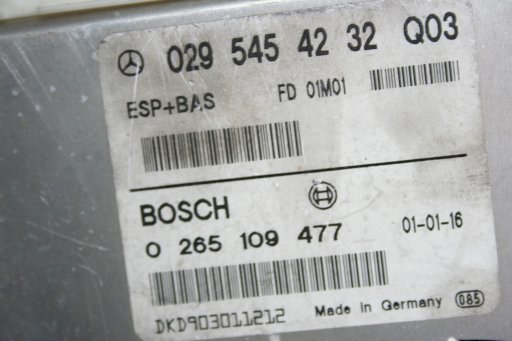 029 545 42 32 Q03
ESP+BAS FD 01M01
BOSCH
0 265 109 477 01-01-16
DKD903011212 Made in Germany 085